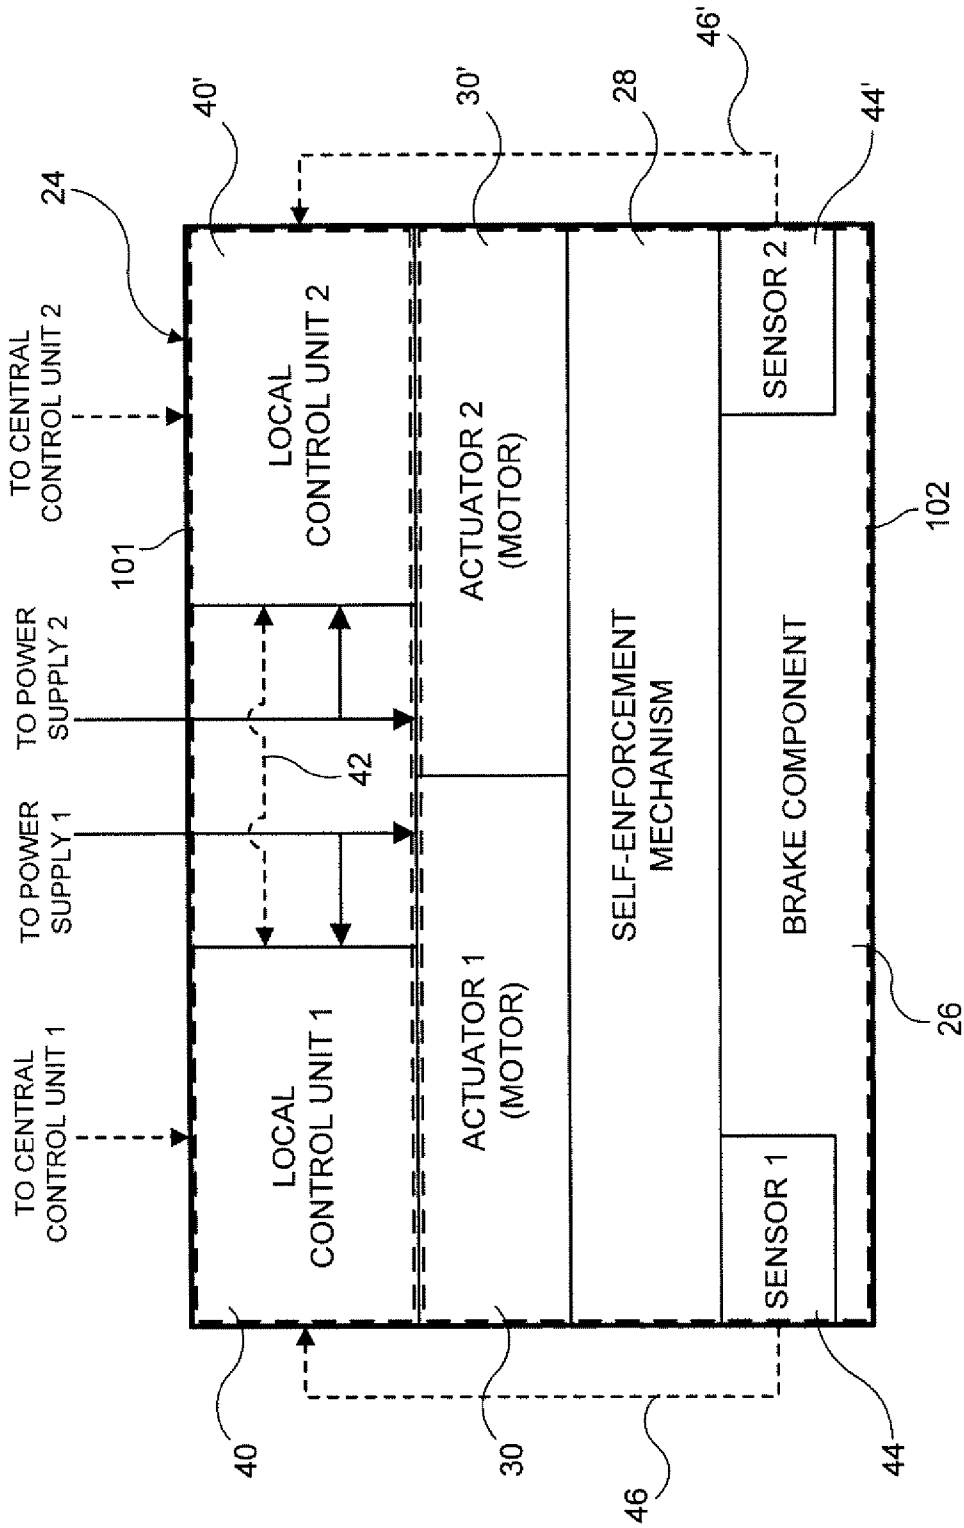 TO CENTRAL
CONTROL UNIT 1
TO POWER
SUPPLY 1
TO POWER
SUPPLY 2
TO CENTRAL
CONTROL UNIT 2
24
101
40
LOCAL
CONTROL UNIT 1
42
LOCAL
CONTROL UNIT 2
40'
30
ACTUATOR 1
(MOTOR)
ACTUATOR 2
(MOTOR)
30'
46
SELF-ENFORCEMENT
MECHANISM
28
46'
44
SENSOR 1
BRAKE COMPONENT
SENSOR 2
44'
26
102